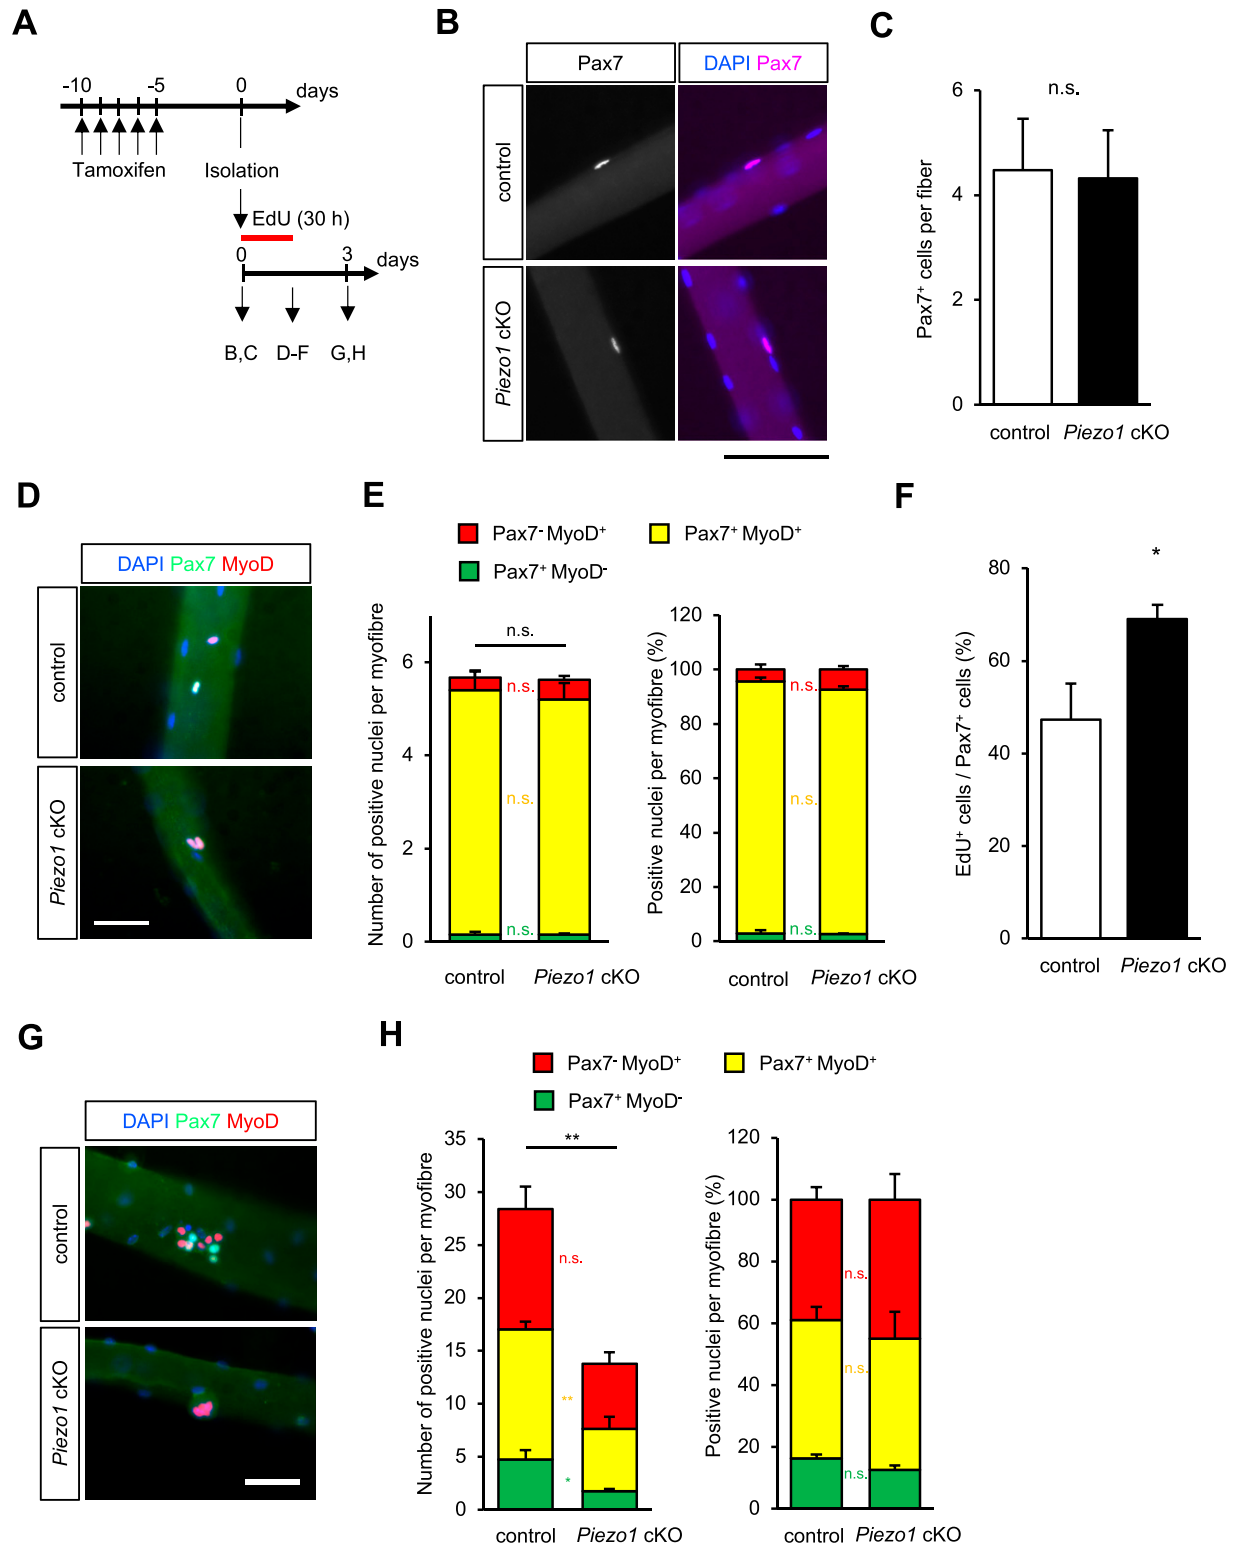 A
-10 -5 0 days
Tamoxifen Isolation
EdU (30 h)
0 3 days
B,C D-F G,H
B
Pax7 DAPI Pax7
control
Piezo1 cKO
C
n.s.
Pax7+ cells per fiber
6
4
2
0
control Piezo1 cKO
D
DAPI Pax7 MyoD
control
Piezo1 cKO
E
Pax7- MyoD+ Pax7+ MyoD+
Pax7+ MyoD-
Number of positive nuclei per myofibre
6
4
2
0
n.s.
n.s.
n.s.
n.s.
control Piezo1 cKO
Positive nuclei per myofibre (%)
120
100
80
60
40
20
0
n.s.
n.s.
n.s.
control Piezo1 cKO
F
*
EdU+ cells / Pax7+ cells (%)
80
60
40
20
0
control Piezo1 cKO
G
DAPI Pax7 MyoD
control
Piezo1 cKO
H
Pax7- MyoD+ Pax7+ MyoD+
Pax7+ MyoD-
Number of positive nuclei per myofibre
35
30
25
20
15
10
5
0
**
n.s.
**
*
control Piezo1 cKO
Positive nuclei per myofibre (%)
120
100
80
60
40
20
0
n.s.
n.s.
n.s.
control Piezo1 cKO